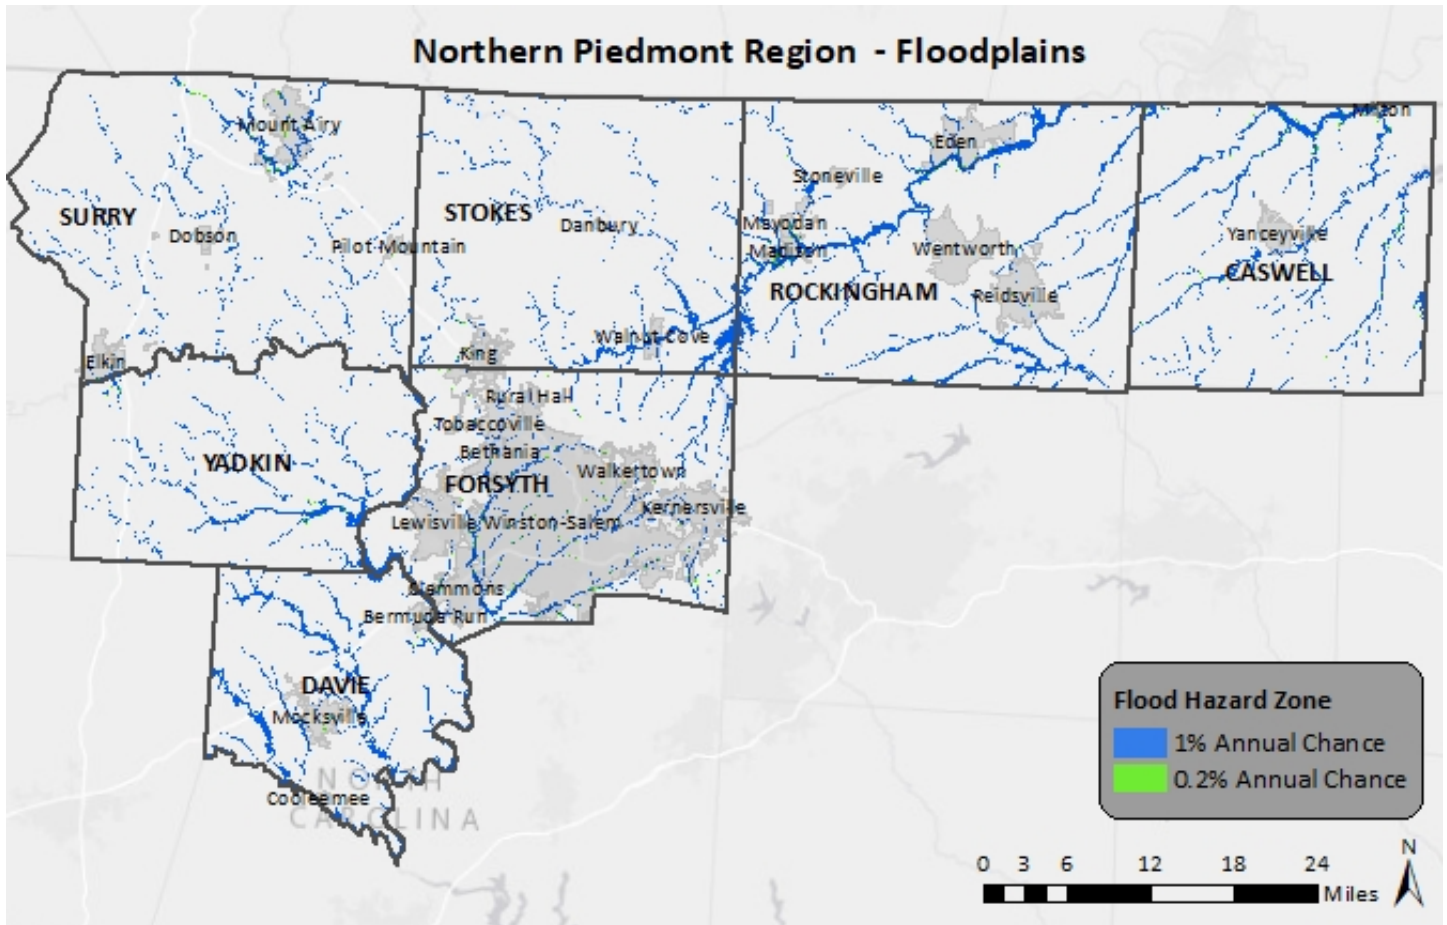 Northern Piedmont Region - Floodplains
Milton
Mount Airy
Eden
Stoneville
SURRY
STOKES
Danbury
Mayodan
Dobson
Pilot Mountain
Madison
Wentworth
Yanceyville
CASWELL
ROCKINGHAM
Reidsville
Walnut Cove
King
Elkin
Rural Hall
Tobaccoville
Bethania
YADKIN
Walkertown
FORSYTH
Kernersville
Lewisville
Winston-Salem
Clemmons
Bermuda Run
DAVIE
Mocksville
NORTH
CAROLINA
Cooleemee
Flood Hazard Zone
1% Annual Chance
0.2% Annual Chance
N
0 3 6 12 18 24
Miles